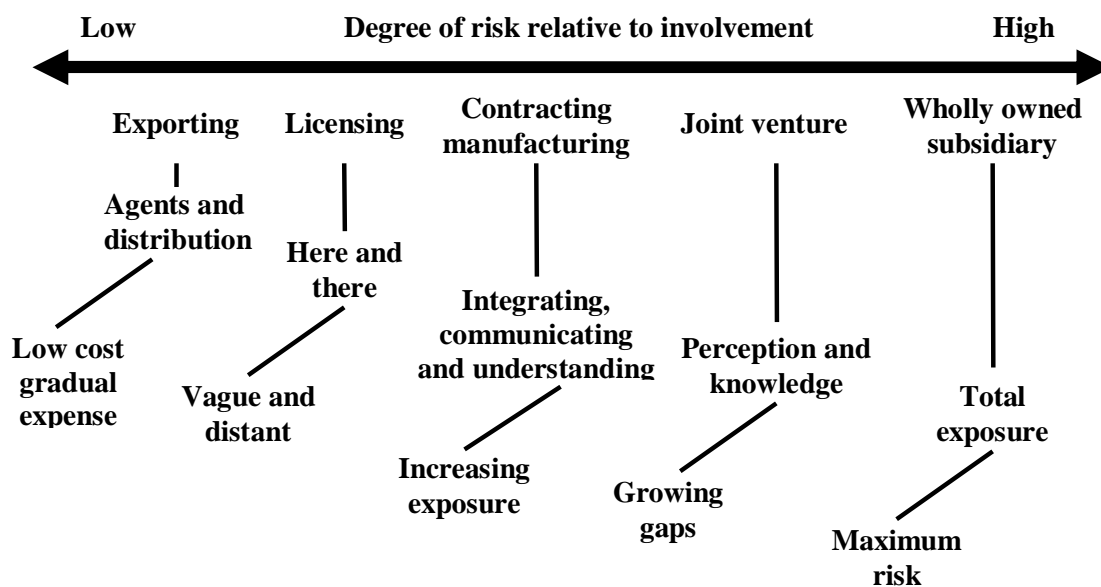 Low Degree of risk relative to involvement High
Exporting
Licensing
Contracting
manufacturing
Joint venture
Wholly owned
subsidiary
Agents and
distribution
Here and
there
Integrating,
communicating
and understanding
Perception and
knowledge
Total
exposure
Low cost
gradual
expense
Vague and
distant
Increasing
exposure
Growing
gaps
Maximum
risk